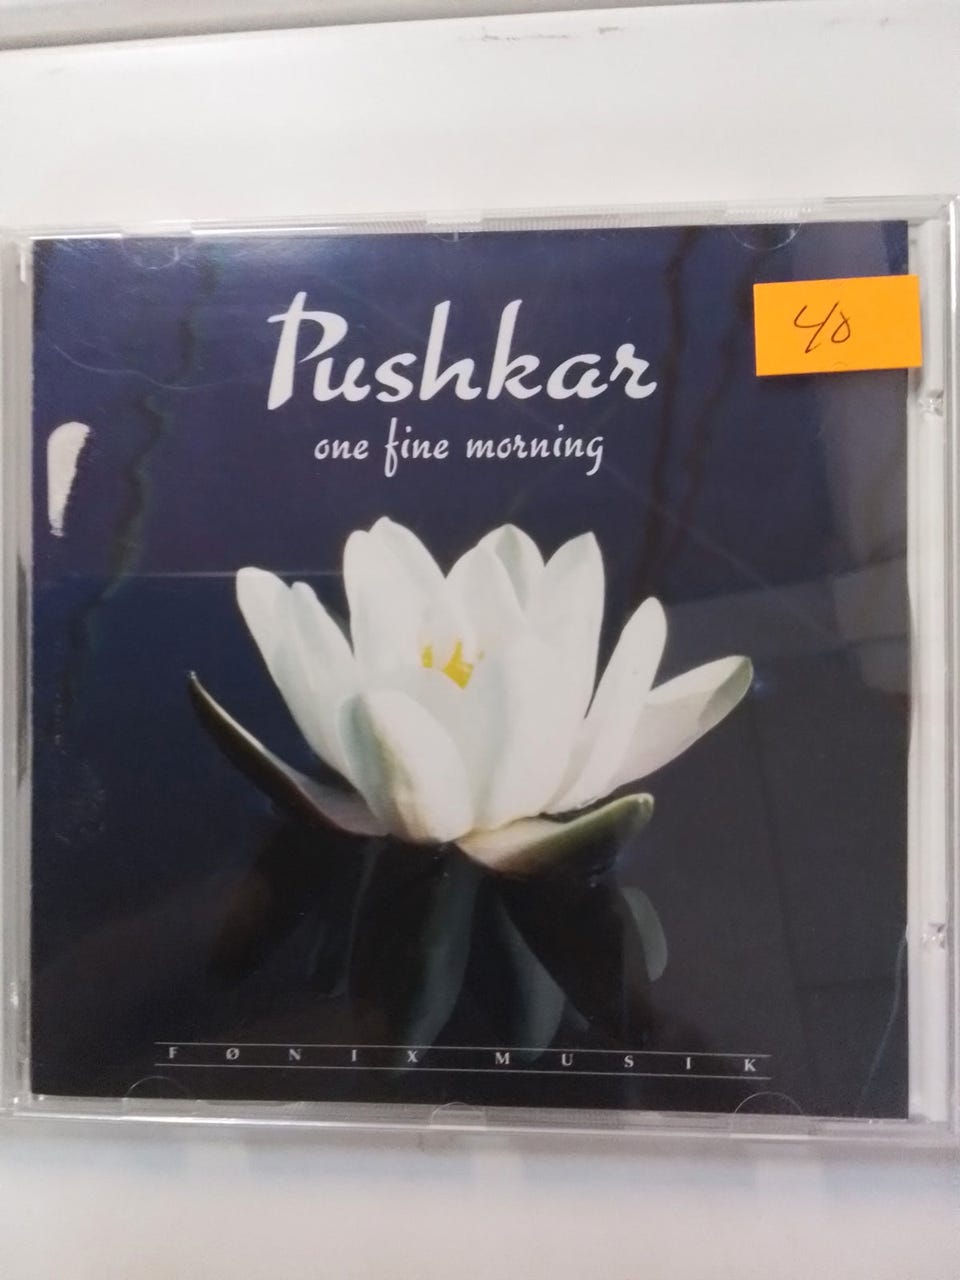 Pushkar
40
one fine morning
FØNIX MUSIK